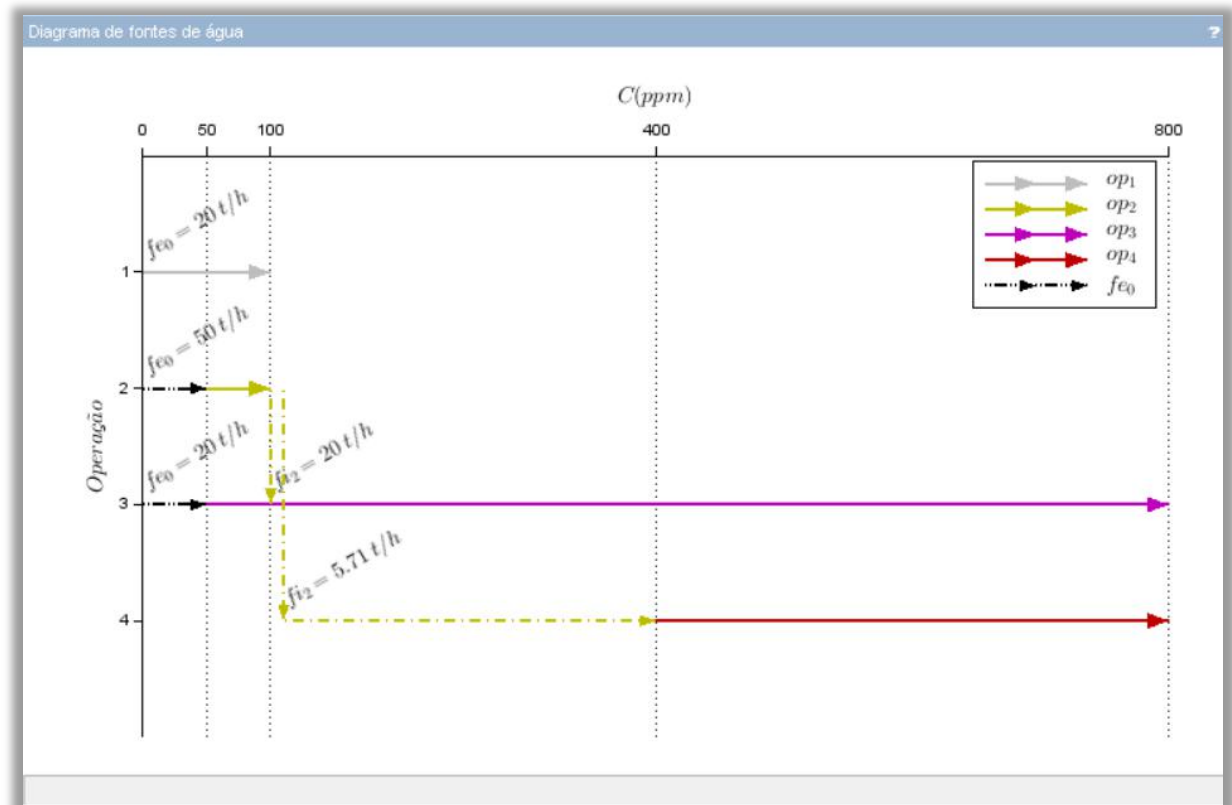 Diagrama de fontes de água
?
C(ppm)
0 50 100 400 800
op₁
op₂
op₃
op₄
fe₀
fe₀ = 20 t/h
1
fe₀ = 50 t/h
2
Operação
fe₀ = 20 t/h
fi₂ = 20 t/h
3
fi₂ = 5.71 t/h
4